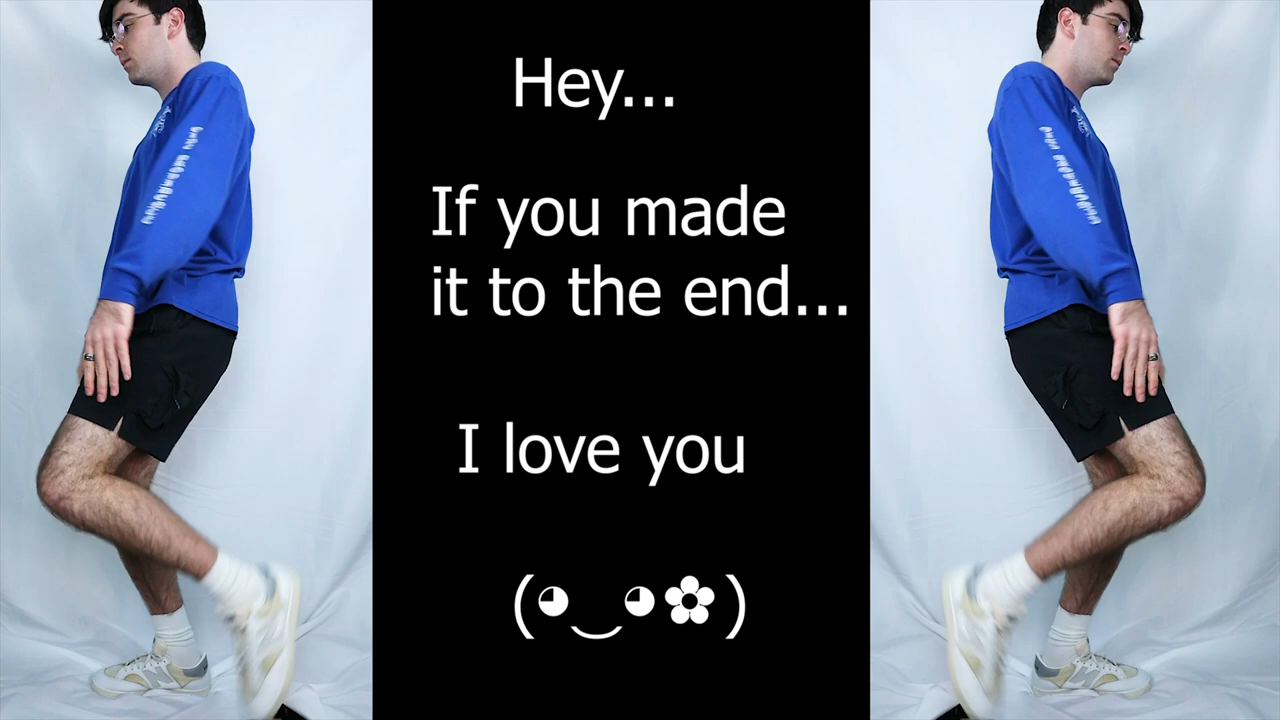 Hey...
If you made
it to the end...
I love you
(◕‿◕✿)